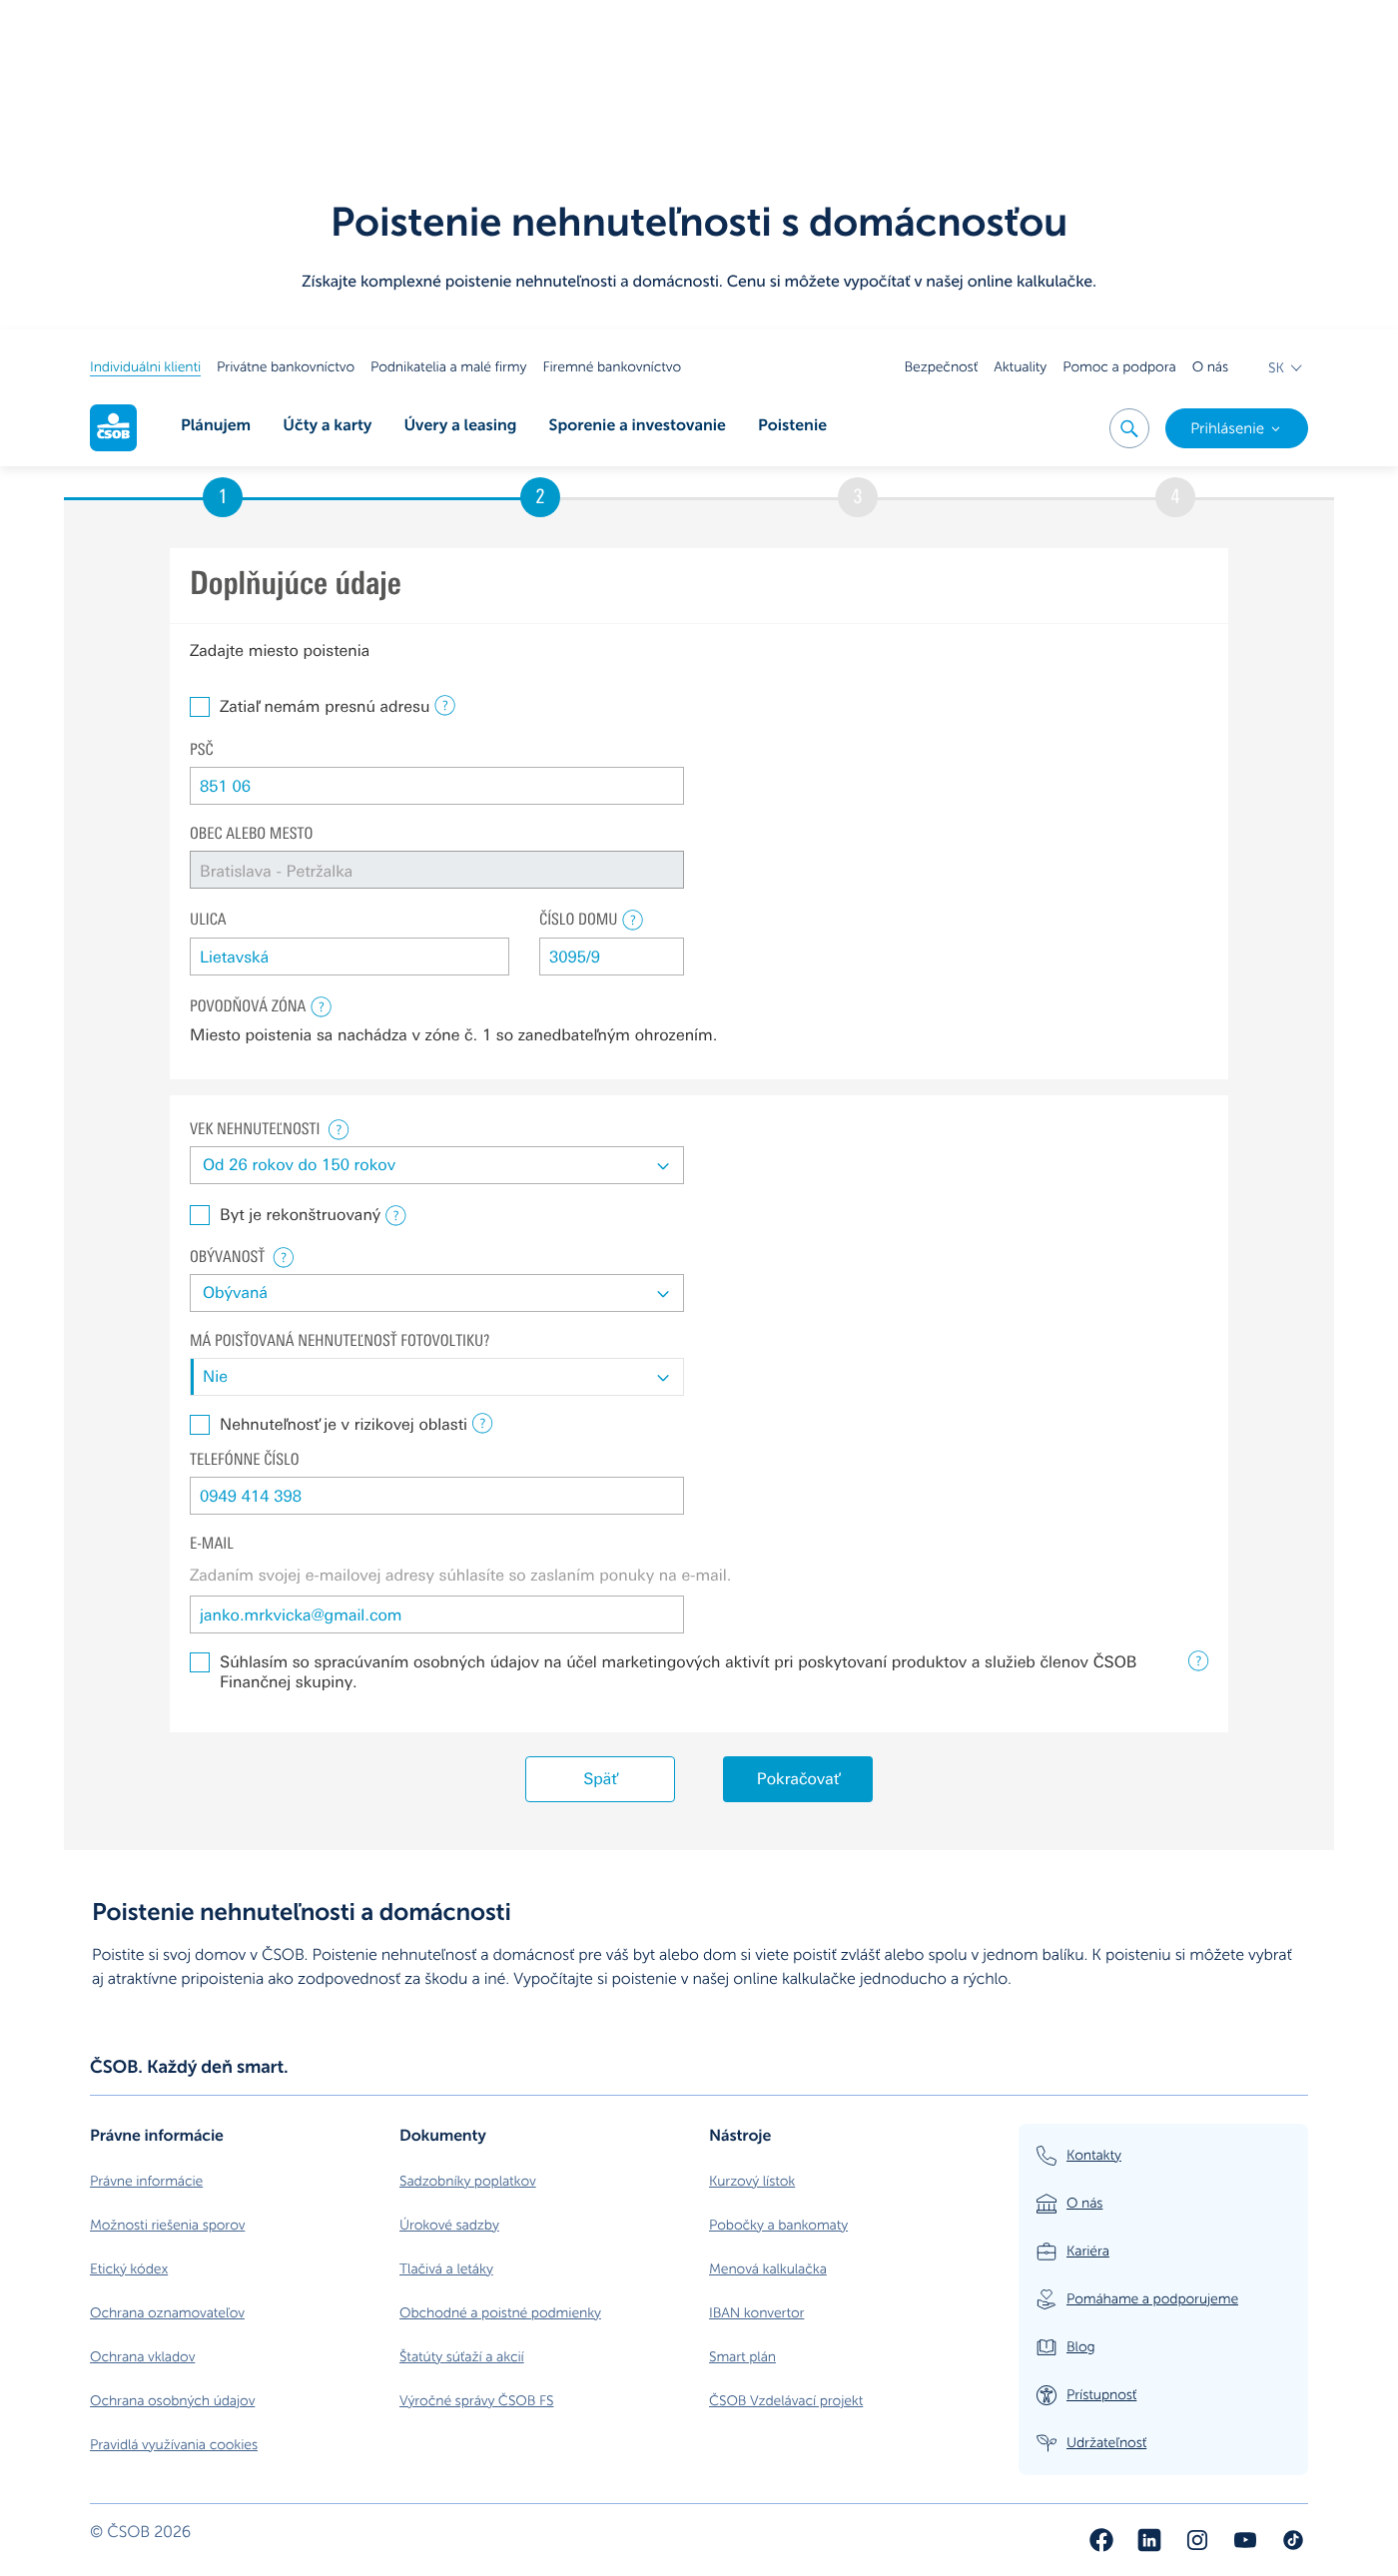 Poistenie nehnuteľnosti s domácnosťou
Získajte komplexné poistenie nehnuteľnosti a domácnosti. Cenu si môžete vypočítať v našej online kalkulačke.
Individuálni klienti Privátne bankovníctvo Podnikatelia a malé firmy Firemné bankovníctvo Bezpečnosť Aktuality Pomoc a podpora O nás SK
ČSOB Plánujem Účty a karty Úvery a leasing Sporenie a investovanie Poistenie Prihlásenie
1 2 3 4
Doplňujúce údaje
Zadajte miesto poistenia
Zatiaľ nemám presnú adresu ?
PSČ
851 06
OBEC ALEBO MESTO
Bratislava - Petržalka
ULICA ČÍSLO DOMU ?
Lietavská 3095/9
POVODŇOVÁ ZÓNA ?
Miesto poistenia sa nachádza v zóne č. 1 so zanedbateľným ohrozením.
VEK NEHNUTEĽNOSTI ?
Od 26 rokov do 150 rokov
Byt je rekonštruovaný ?
OBÝVANOSŤ ?
Obývaná
MÁ POISŤOVANÁ NEHNUTEĽNOSŤ FOTOVOLTIKU?
Nie
Nehnuteľnosť je v rizikovej oblasti ?
TELEFÓNNE ČÍSLO
0949 414 398
E-MAIL
Zadaním svojej e-mailovej adresy súhlasíte so zaslaním ponuky na e-mail.
janko.mrkvicka@gmail.com
Súhlasím so spracúvaním osobných údajov na účel marketingových aktivít pri poskytovaní produktov a služieb členov ČSOB ?
Finančnej skupiny.
Späť Pokračovať
Poistenie nehnuteľnosti a domácnosti
Poistite si svoj domov v ČSOB. Poistenie nehnuteľnosť a domácnosť pre váš byt alebo dom si viete poistiť zvlášť alebo spolu v jednom balíku. K poisteniu si môžete vybrať
aj atraktívne pripoistenia ako zodpovednosť za škodu a iné. Vypočítajte si poistenie v našej online kalkulačke jednoducho a rýchlo.
ČSOB. Každý deň smart.
Právne informácie
Právne informácie
Možnosti riešenia sporov
Etický kódex
Ochrana oznamovateľov
Ochrana vkladov
Ochrana osobných údajov
Pravidlá využívania cookies
Dokumenty
Sadzobníky poplatkov
Úrokové sadzby
Tlačivá a letáky
Obchodné a poistné podmienky
Štatúty súťaží a akcií
Výročné správy ČSOB FS
Nástroje
Kurzový lístok
Pobočky a bankomaty
Menová kalkulačka
IBAN konvertor
Smart plán
ČSOB Vzdelávací projekt
Kontakty
O nás
Kariéra
Pomáhame a podporujeme
Blog
Prístupnosť
Udržateľnosť
© ČSOB 2026